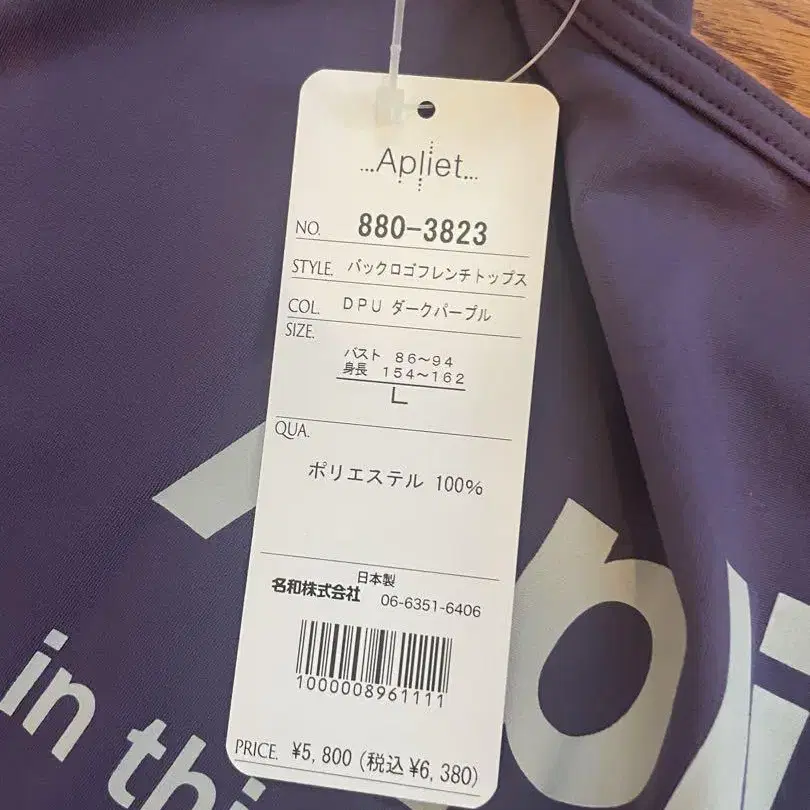 ...Apliet...
NO. 880-3823
STYLE. バックロゴフレンチトップス
COL. DPU ダークパープル
SIZE.
バスト 86～94
身長 154～162
L
QUA.
ポリエステル 100%
日本製
名和株式会社 06-6351-6406
1000008961111
PRICE. ¥5,800 (税込¥6,380)
in thi